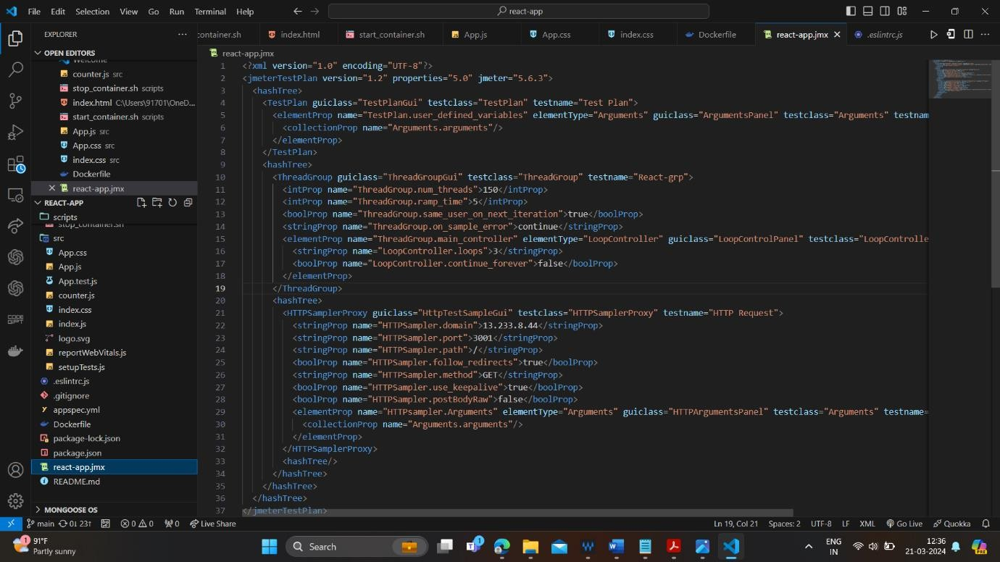 File Edit Selection View Go Run Terminal Help
react-app
EXPLORER
OPEN EDITORS
Welcome
counter.js src
stop_container.sh scripts
index.html C:\Users\91701\OneD...
start_container.sh scripts
App.js src
App.css src
index.css src
Dockerfile
react-app.jmx
REACT-APP
scripts
stop_container.sh
src
App.css
App.js
App.test.js
counter.js
index.css
index.js
logo.svg
reportWebVitals.js
setupTests.js
.eslintrc.js
.gitignore
appspec.yml
Dockerfile
package-lock.json
package.json
react-app.jmx
README.md
MONGOOSE OS
container.sh index.html start_container.sh App.js App.css index.css Dockerfile react-app.jmx .eslintrc.js
react-app.jmx
1 <?xml version="1.0" encoding="UTF-8"?>
2 <jmeterTestPlan version="1.2" properties="5.0" jmeter="5.6.3">
3 <hashTree>
4 <TestPlan guiclass="TestPlanGui" testclass="TestPlan" testname="Test Plan">
5 <elementProp name="TestPlan.user_defined_variables" elementType="Arguments" guiclass="ArgumentsPanel" testclass="Arguments" testnam
6 <collectionProp name="Arguments.arguments"/>
7 </elementProp>
8 </TestPlan>
9 <hashTree>
10 <ThreadGroup guiclass="ThreadGroupGui" testclass="ThreadGroup" testname="React-grp">
11 <intProp name="ThreadGroup.num_threads">150</intProp>
12 <intProp name="ThreadGroup.ramp_time">5</intProp>
13 <boolProp name="ThreadGroup.same_user_on_next_iteration">true</boolProp>
14 <stringProp name="ThreadGroup.on_sample_error">continue</stringProp>
15 <elementProp name="ThreadGroup.main_controller" elementType="LoopController" guiclass="LoopControlPanel" testclass="LoopControlle
16 <stringProp name="LoopController.loops">3</stringProp>
17 <boolProp name="LoopController.continue_forever">false</boolProp>
18 </elementProp>
19 </ThreadGroup>
20 <hashTree>
21 <HTTPSamplerProxy guiclass="HttpTestSampleGui" testclass="HTTPSamplerProxy" testname="HTTP Request">
22 <stringProp name="HTTPSampler.domain">13.233.8.44</stringProp>
23 <stringProp name="HTTPSampler.port">3001</stringProp>
24 <stringProp name="HTTPSampler.path">/</stringProp>
25 <boolProp name="HTTPSampler.follow_redirects">true</boolProp>
26 <stringProp name="HTTPSampler.method">GET</stringProp>
27 <boolProp name="HTTPSampler.use_keepalive">true</boolProp>
28 <boolProp name="HTTPSampler.postBodyRaw">false</boolProp>
29 <elementProp name="HTTPsampler.Arguments" elementType="Arguments" guiclass="HTTPArgumentsPanel" testclass="Arguments" testname=
30 <collectionProp name="Arguments.arguments"/>
31 </elementProp>
32 </HTTPSamplerProxy>
33 <hashTree/>
34 </hashTree>
35 </hashTree>
36 </hashTree>
37 </jmeterTestPlan>
main 0↓ 23↑ 0 0 0 Live Share Ln 19, Col 21 Spaces: 2 UTF-8 LF XML Go Live Quokka
1 91°F
Partly sunny
Search
1
ENG
IN
12:36
21-03-2024
PRE